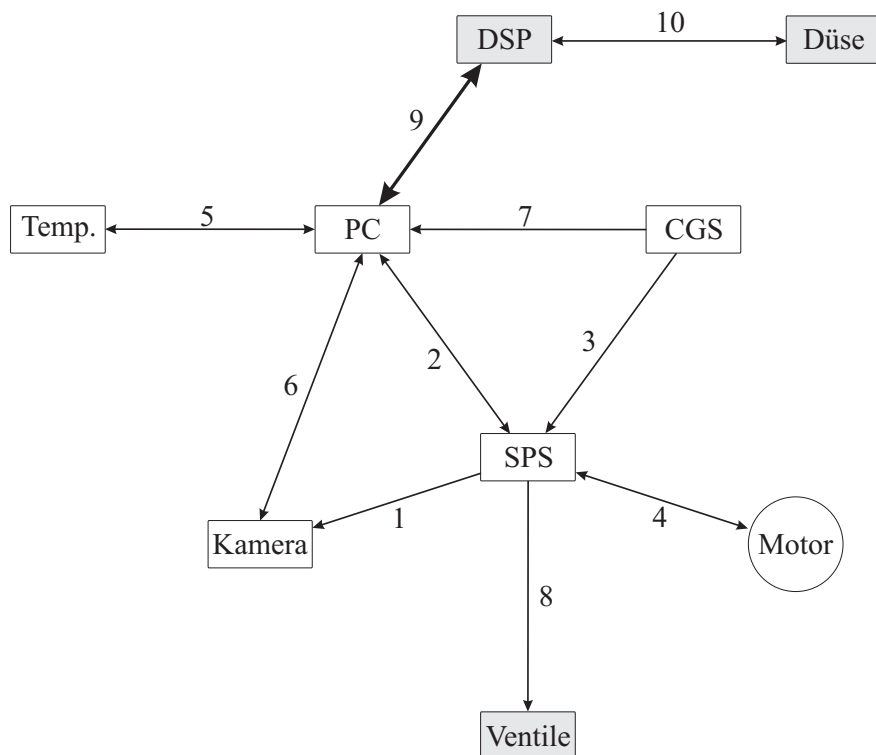 10
DSP
Düse
9
Temp.
5
PC
7
CGS
6
2
3
SPS
1
4
Kamera
Motor
8
Ventile